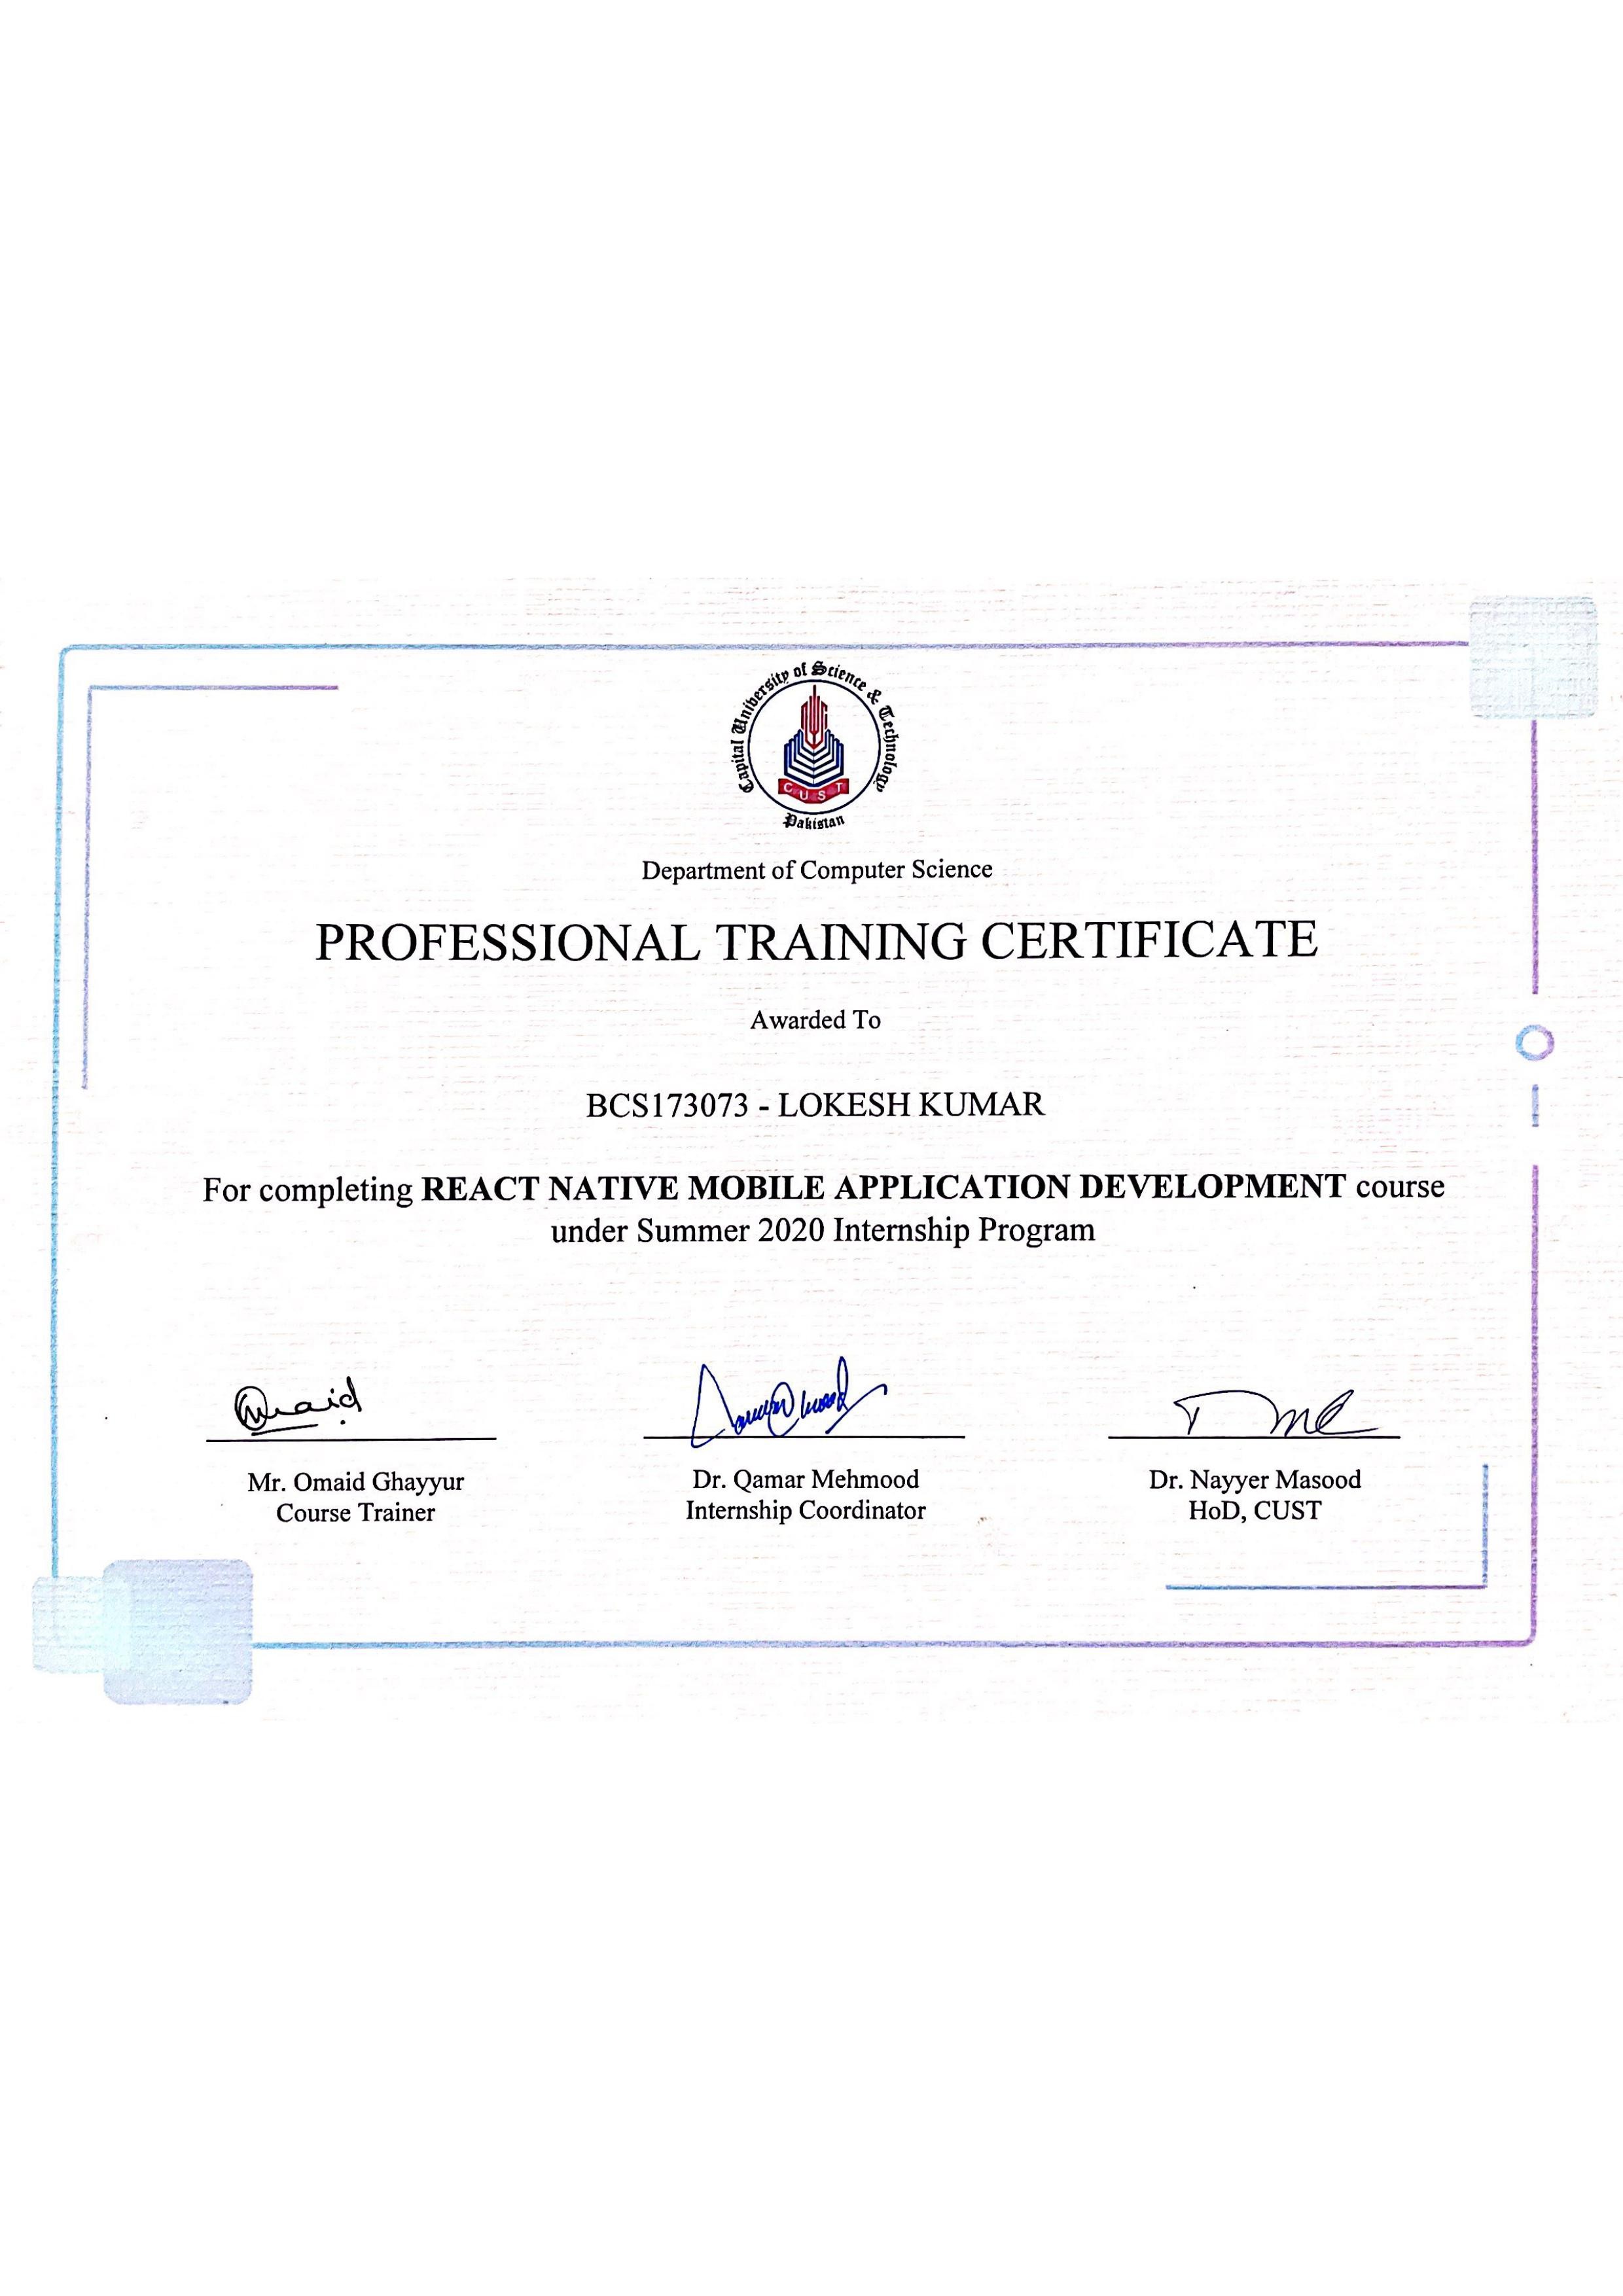 Capital University of Science & Technology
CUST
Pakistan
Department of Computer Science
PROFESSIONAL TRAINING CERTIFICATE
Awarded To
BCS173073 - LOKESH KUMAR
For completing REACT NATIVE MOBILE APPLICATION DEVELOPMENT course
under Summer 2020 Internship Program
Omaid
Mr. Omaid Ghayyur
Course Trainer
Dr. Qamar Mehmood
Internship Coordinator
Dr. Nayyer Masood
HoD, CUST